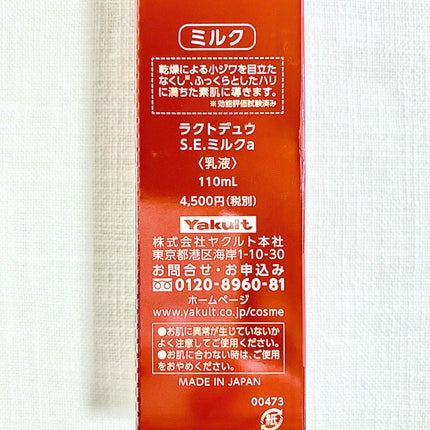 ミルク
乾燥による小ジワを目立た
なくし※、ふっくらとしたハリ
に満ちた素肌に導きます。
※効能評価試験済み
ラクトデュウ
S.E.ミルクa
〈乳液〉
110mL
4,500円(税別)
Yakult
株式会社ヤクルト本社
東京都港区海岸1-10-30
お問合せ・お申込み
0120-8960-81
ホームページ
www.yakult.co.jp/cosme
●お肌に異常が生じていないか
よく注意してご使用ください。
●お肌に合わない時は、ご使用
をおやめください。
MADE IN JAPAN
00473
紙